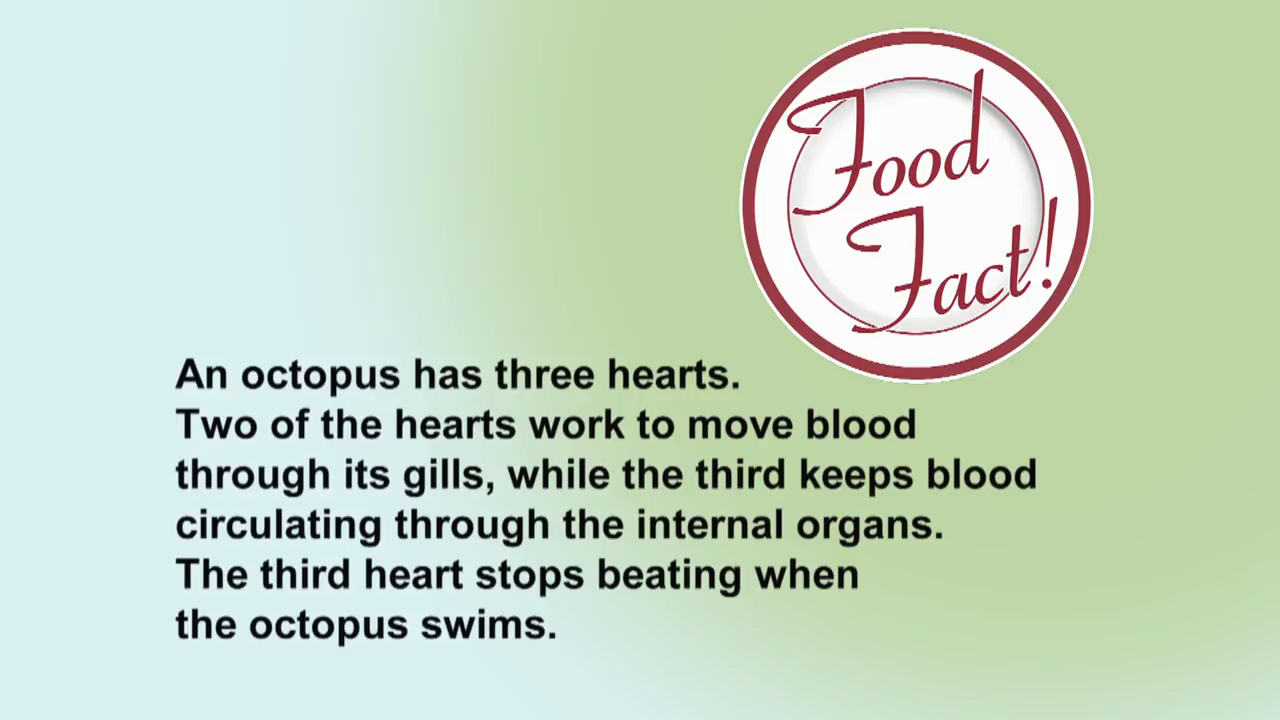 Food
Fact!
An octopus has three hearts.
Two of the hearts work to move blood
through its gills, while the third keeps blood
circulating through the internal organs.
The third heart stops beating when
the octopus swims.